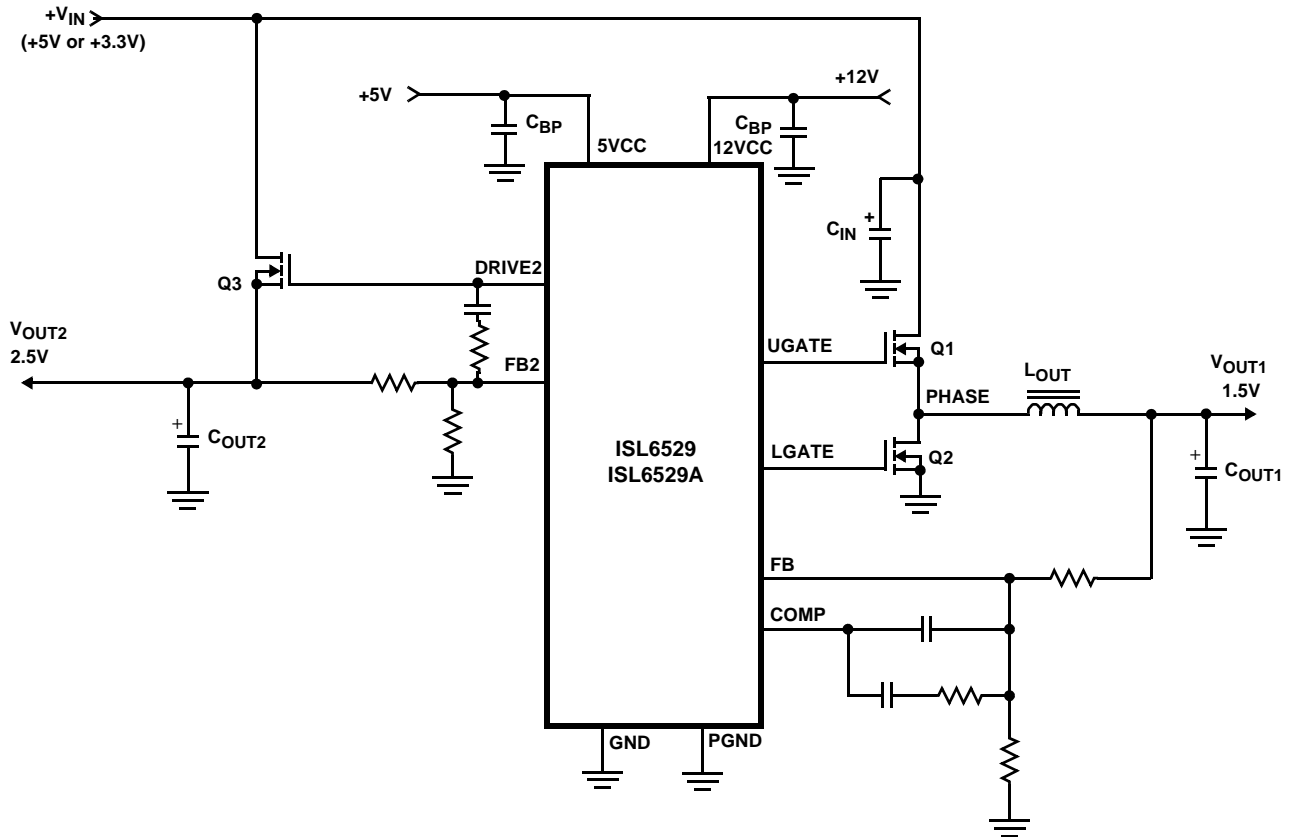 +VIN
(+5V or +3.3V)
+5V
+12V
CBP
CBP
5VCC
12VCC
CIN
+
Q3
DRIVE2
VOUT2
2.5V
FB2
UGATE
Q1
LOUT
VOUT1
1.5V
PHASE
+
COUT2
ISL6529
ISL6529A
LGATE
Q2
+
COUT1
FB
COMP
GND
PGND